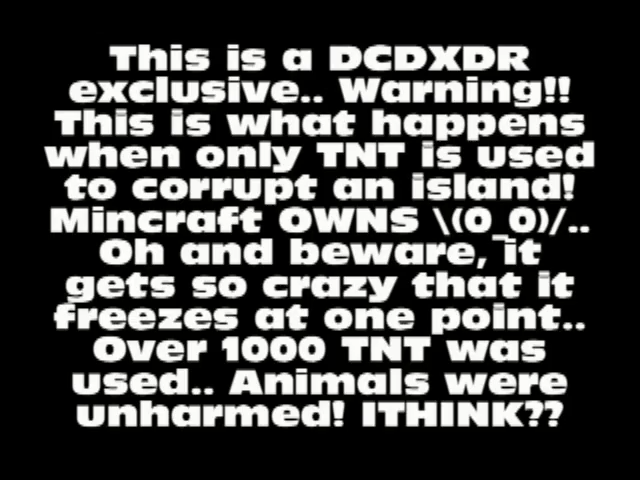 This is a DCDXDR
exclusive.. Warning!!
This is what happens
when only TNT is used
to corrupt an island!
Mincraft OWNS \(0_0)/..
Oh and beware, it
gets so crazy that it
freezes at one point..
Over 1000 TNT was
used.. Animals were
unharmed! ITHINK??